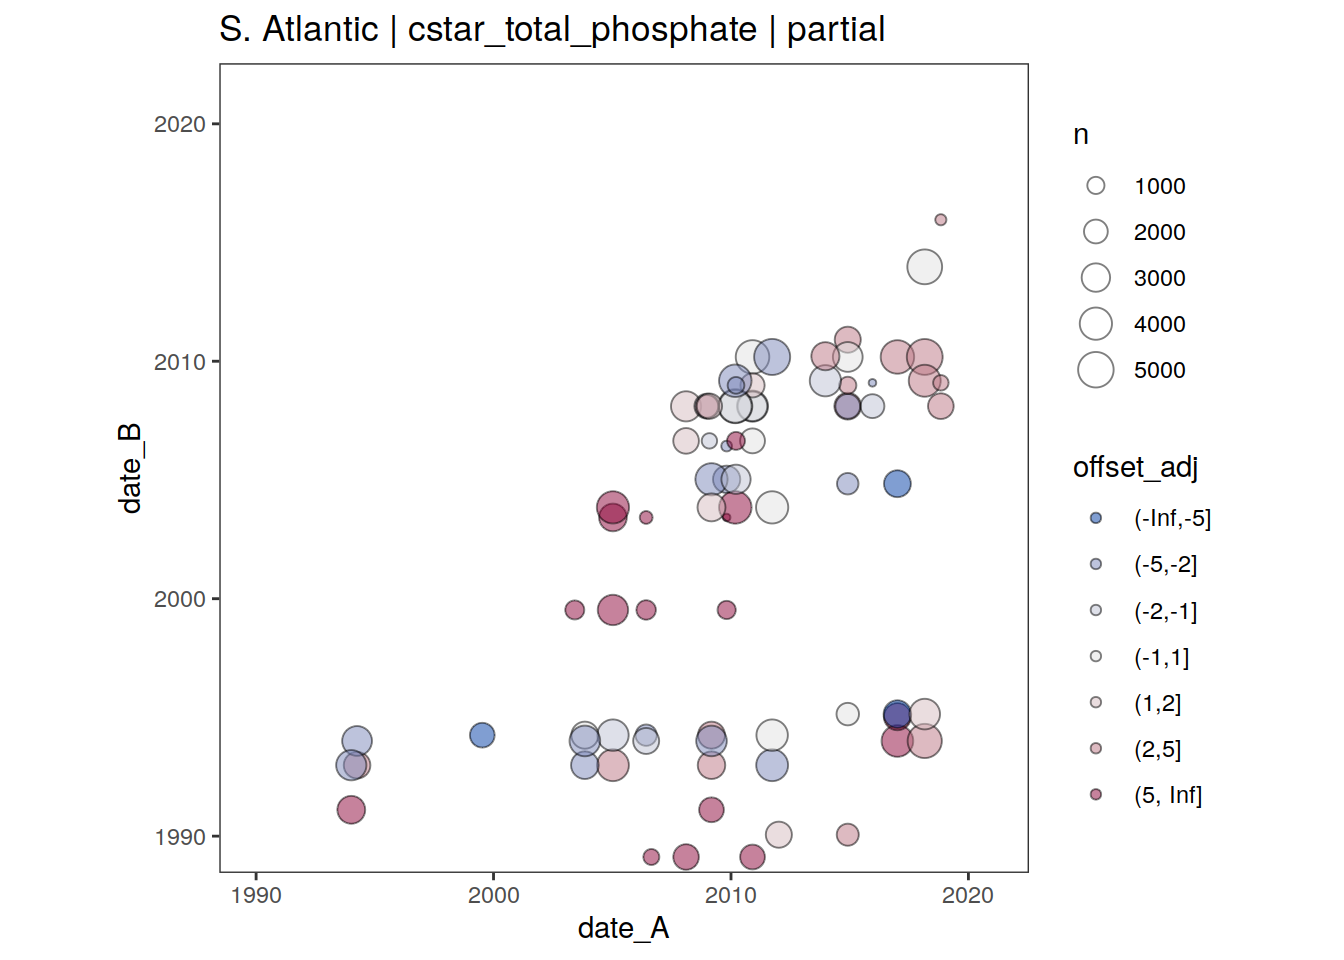 S. Atlantic | cstar_total_phosphate | partial
2020
2010
2000
1990
date_B
1990
2000
2010
2020
date_A
n
1000
2000
3000
4000
5000
offset_adj
(-Inf,-5]
(-5,-2]
(-2,-1]
(-1,1]
(1,2]
(2,5]
(5, Inf]